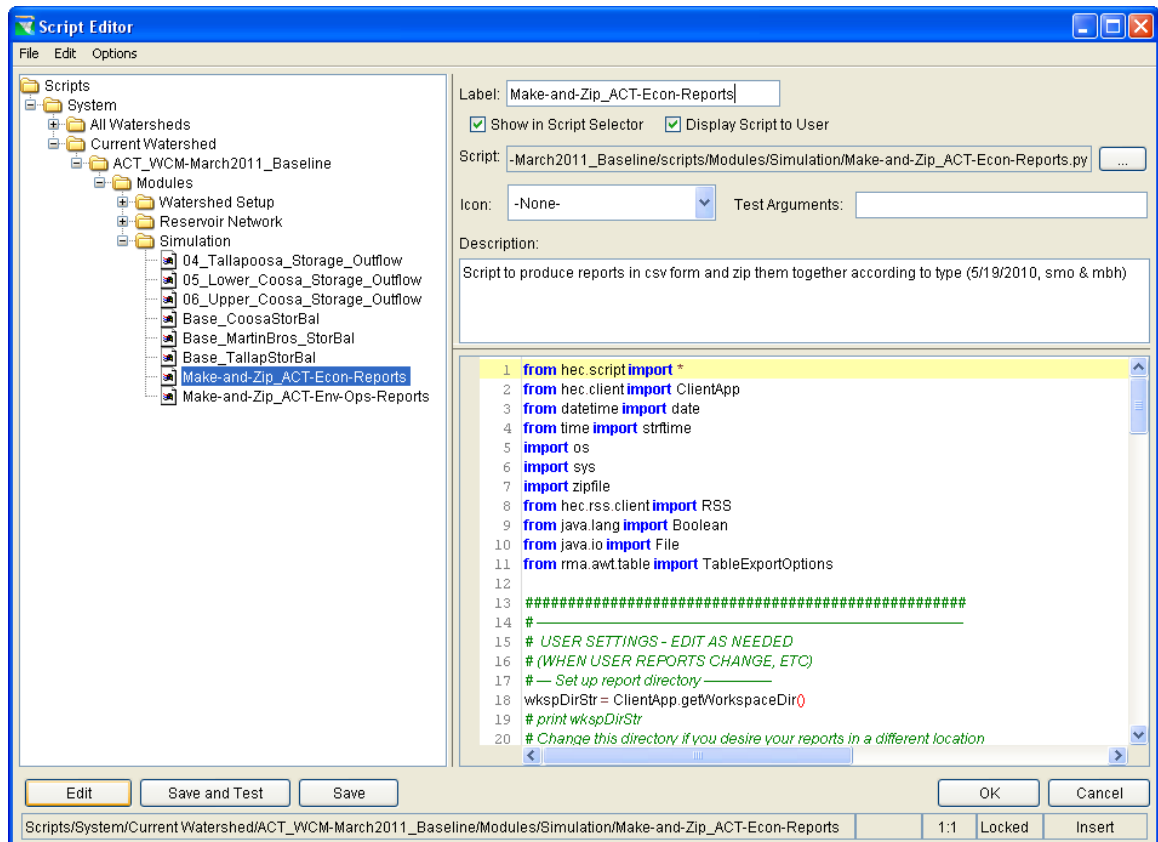 Script Editor
File Edit Options
Scripts
System
All Watersheds
Current Watershed
ACT_WCM-March2011_Baseline
Modules
Watershed Setup
Reservoir Network
Simulation
04_Tallapoosa_Storage_Outflow
05_Lower_Coosa_Storage_Outflow
06_Upper_Coosa_Storage_Outflow
Base_CoosaStorBal
Base_MartinBros_StorBal
Base_TallapStorBal
Make-and-Zip_ACT-Econ-Reports
Make-and-Zip_ACT-Env-Ops-Reports
Label: Make-and-Zip_ACT-Econ-Reports
Show in Script Selector Display Script to User
Script: -March2011_Baseline/scripts/Modules/Simulation/Make-and-Zip_ACT-Econ-Reports.py ...
Icon: -None- Test Arguments:
Description:
Script to produce reports in csv form and zip them together according to type (5/19/2010, smo & mbh)
1 from hec.script import *
2 from hec.client import ClientApp
3 from datetime import date
4 from time import strftime
5 import os
6 import sys
7 import zipfile
8 from hec.rss.client import RSS
9 from java.lang import Boolean
10 from java.io import File
11 from rma.awt.table import TableExportOptions
12
13 ####################################################
14 # ----------------------------------------------------
15 # USER SETTINGS - EDIT AS NEEDED
16 # (WHEN USER REPORTS CHANGE, ETC)
17 # --- Set up report directory ---------
18 wkspDirStr = ClientApp.getWorkspaceDir()
19 # print wkspDirStr
20 # Change this directory if you desire your reports in a different location
Edit Save and Test Save OK Cancel
Scripts/System/Current Watershed/ACT_WCM-March2011_Baseline/Modules/Simulation/Make-and-Zip_ACT-Econ-Reports 1:1 Locked Insert